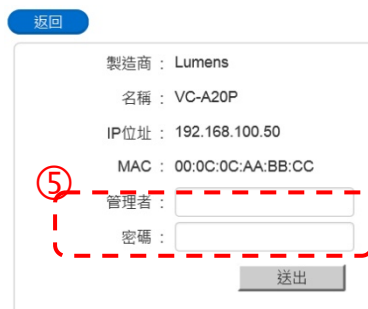 返回
製造商 : Lumens
名稱 : VC-A20P
IP位址 : 192.168.100.50
MAC : 00:0C:0C:AA:BB:CC
⑤
管理者 :
密碼 :
送出